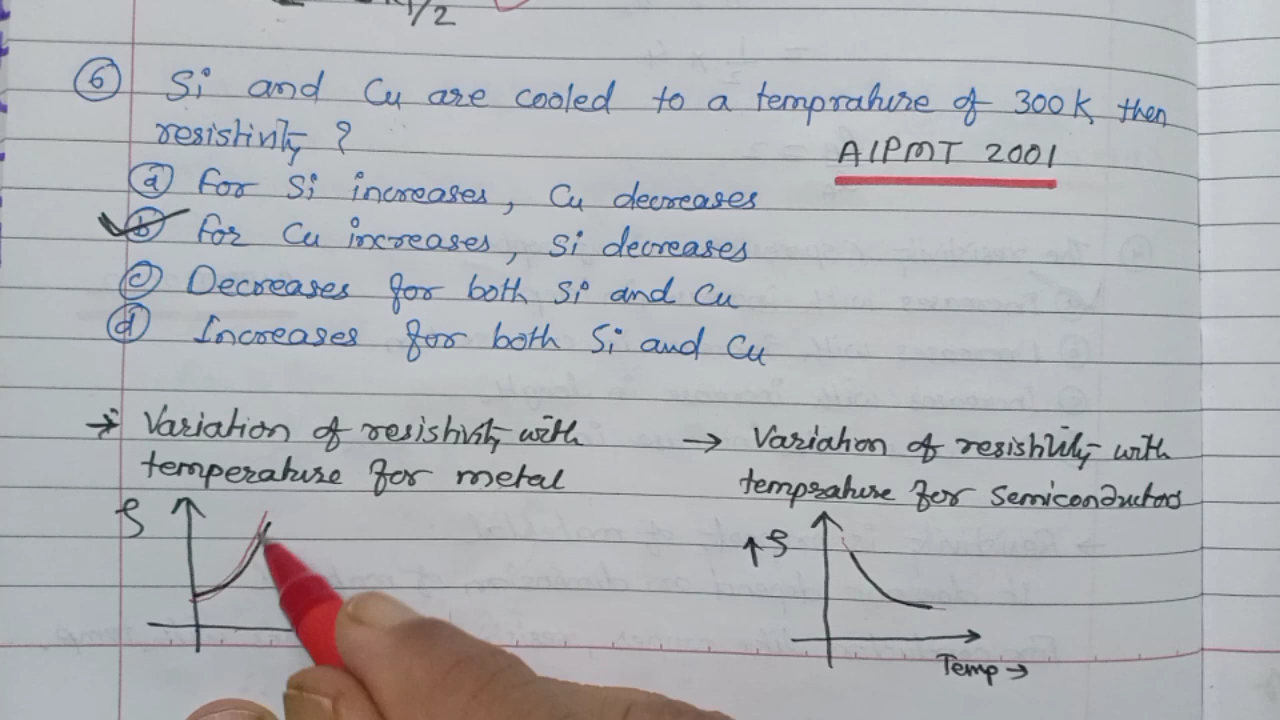 ⑥ Si and Cu are cooled to a temprature of 300K, then
resistivity ?
AIPMT 2001
ⓐ For Si increases, Cu decreases
ⓑ For Cu increases, Si decreases
ⓒ Decreases for both Si and Cu
ⓓ Increases for both Si and Cu
→ Variation of resistivity with
temperature for metal
→ Variation of resistivity with
temprature for semiconductors
ρ
↑ρ
Temp →